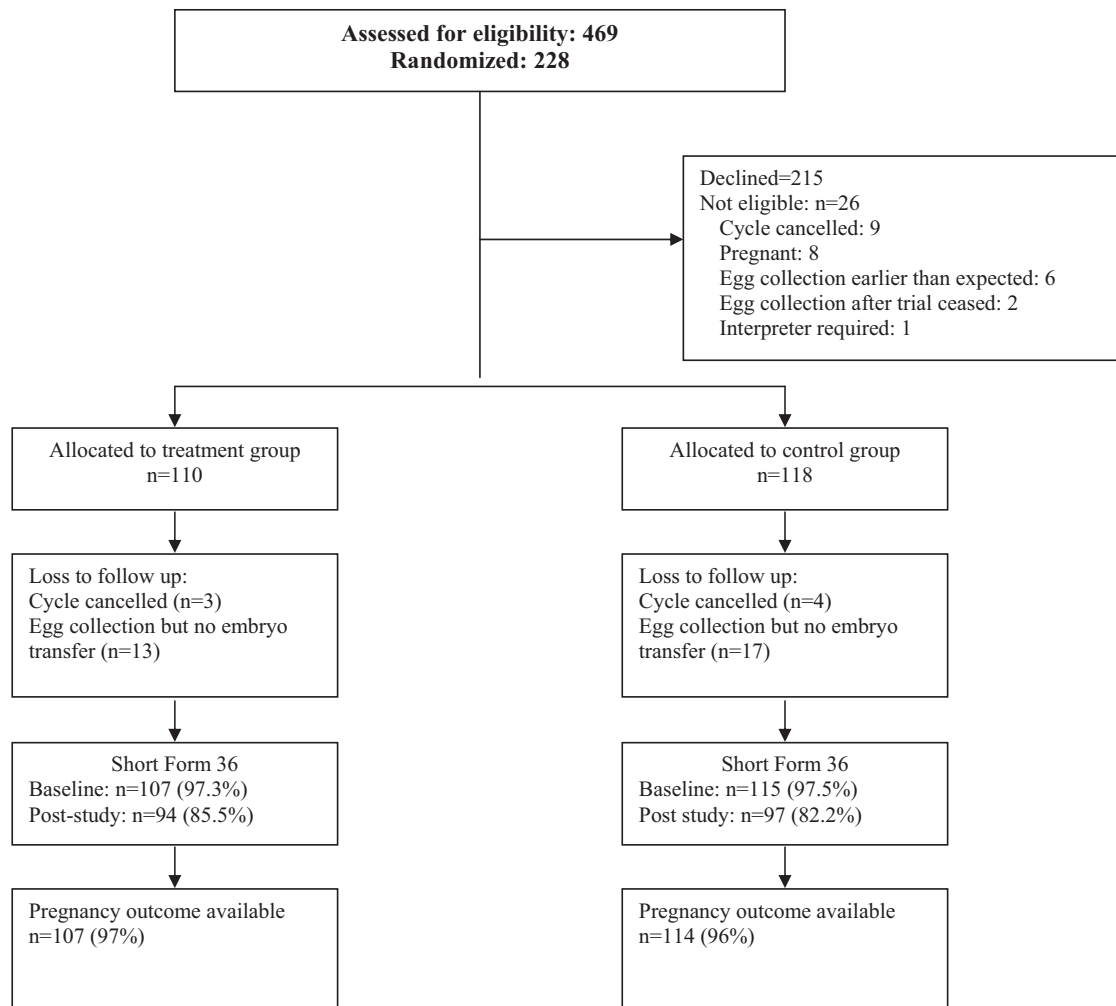 Assessed for eligibility: 469
Randomized: 228
Declined=215
Not eligible: n=26
Cycle cancelled: 9
Pregnant: 8
Egg collection earlier than expected: 6
Egg collection after trial ceased: 2
Interpreter required: 1
Allocated to treatment group
n=110
Allocated to control group
n=118
Loss to follow up:
Cycle cancelled (n=3)
Egg collection but no embryo
transfer (n=13)
Loss to follow up:
Cycle cancelled (n=4)
Egg collection but no embryo
transfer (n=17)
Short Form 36
Baseline: n=107 (97.3%)
Post-study: n=94 (85.5%)
Short Form 36
Baseline: n=115 (97.5%)
Post study: n=97 (82.2%)
Pregnancy outcome available
n=107 (97%)
Pregnancy outcome available
n=114 (96%)